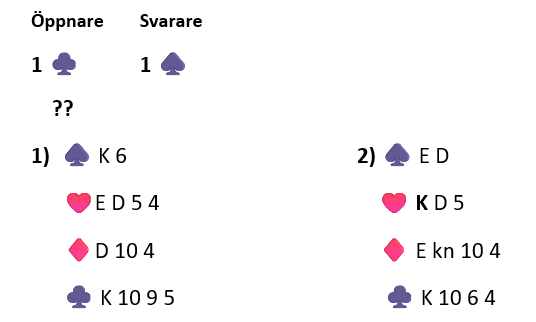 Öppnare Svarare
1 ♣ 1 ♠
??
1) ♠ K 6 2) ♠ E D
♥ E D 5 4 ♥ K D 5
♦ D 10 4 ♦ E kn 10 4
♣ K 10 9 5 ♣ K 10 6 4